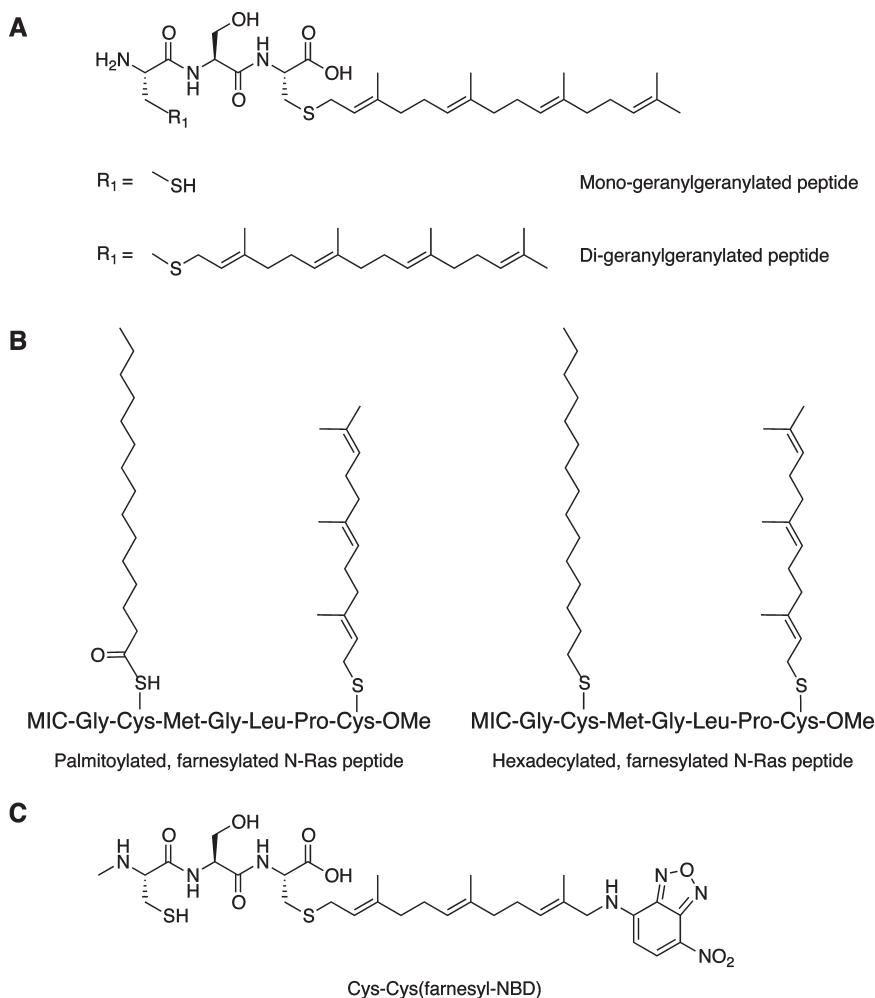 A
H2N
O
N
H
OH
O
H
N
O
OH
S
R1
R1 =
SH
Mono-geranylgeranylated peptide
R1 =
S
Di-geranylgeranylated peptide
B
O
SH
S
S
S
MIC-Gly-Cys-Met-Gly-Leu-Pro-Cys-OMe
MIC-Gly-Cys-Met-Gly-Leu-Pro-Cys-OMe
Palmitoylated, farnesylated N-Ras peptide
Hexadecylated, farnesylated N-Ras peptide
C
H
N
O
N
H
OH
O
H
N
O
OH
SH
S
H
N
N
O
N
NO2
Cys-Cys(farnesyl-NBD)